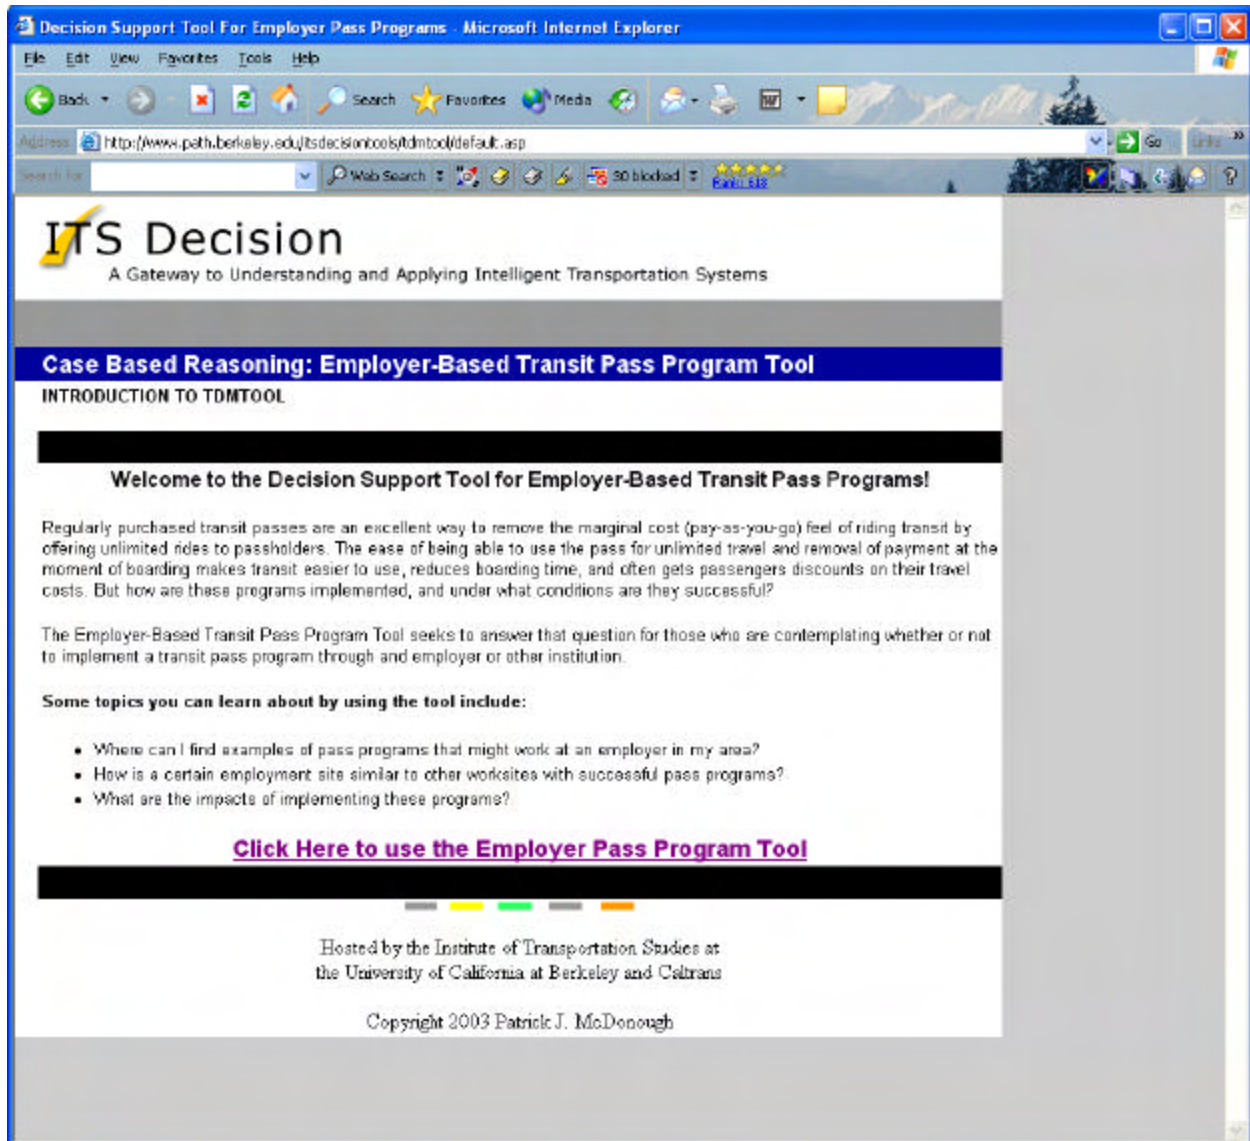 Decision Support Tool For Employer Pass Programs - Microsoft Internet Explorer
File Edit View Favorites Tools Help
Back Search Favorites Media
Address http://www.path.berkeley.edu/itsdecisiontools/tdmtool/default.asp Go Links »
Search for Web Search 30 blocked Rank: 618
ITS Decision
A Gateway to Understanding and Applying Intelligent Transportation Systems
Case Based Reasoning: Employer-Based Transit Pass Program Tool
INTRODUCTION TO TDMTOOL
Welcome to the Decision Support Tool for Employer-Based Transit Pass Programs!
Regularly purchased transit passes are an excellent way to remove the marginal cost (pay-as-you-go) feel of riding transit by
offering unlimited rides to passholders. The ease of being able to use the pass for unlimited travel and removal of payment at the
moment of boarding makes transit easier to use, reduces boarding time, and often gets passengers discounts on their travel
costs. But how are these programs implemented, and under what conditions are they successful?
The Employer-Based Transit Pass Program Tool seeks to answer that question for those who are contemplating whether or not
to implement a transit pass program through and employer or other institution.
Some topics you can learn about by using the tool include:
• Where can I find examples of pass programs that might work at an employer in my area?
• How is a certain employment site similar to other worksites with successful pass programs?
• What are the impacts of implementing these programs?
Click Here to use the Employer Pass Program Tool
Hosted by the Institute of Transportation Studies at
the University of California at Berkeley and Caltrans
Copyright 2003 Patrick J. McDonough